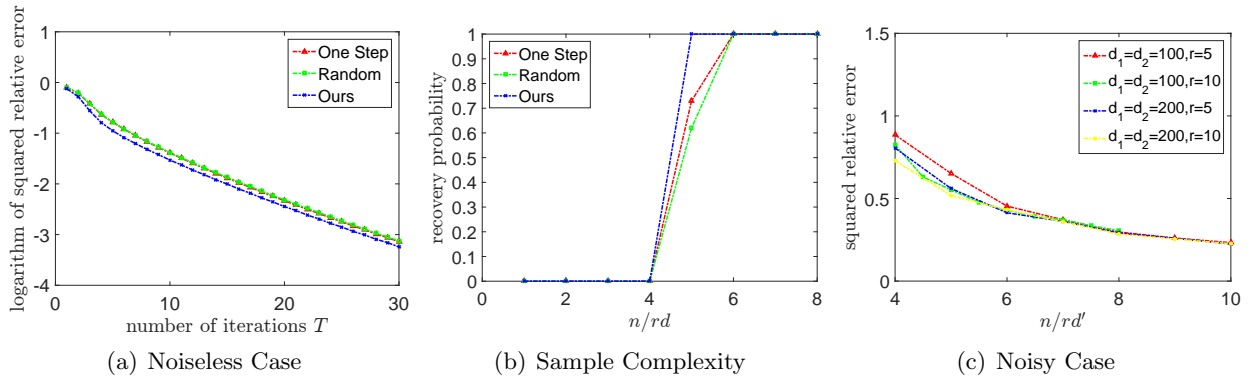 logarithm of squared relative error
1
0
-1
-2
-3
-4
0 10 20 30
number of iterations T
One Step
Random
Ours
(a) Noiseless Case
recovery probability
1
0.9
0.8
0.7
0.6
0.5
0.4
0.3
0.2
0.1
0
0 2 4 6 8
n/rd
One Step
Random
Ours
(b) Sample Complexity
squared relative error
1.5
1
0.5
0
4 6 8 10
n/rd′
d₁=d₂=100,r=5
d₁=d₂=100,r=10
d₁=d₂=200,r=5
d₁=d₂=200,r=10
(c) Noisy Case